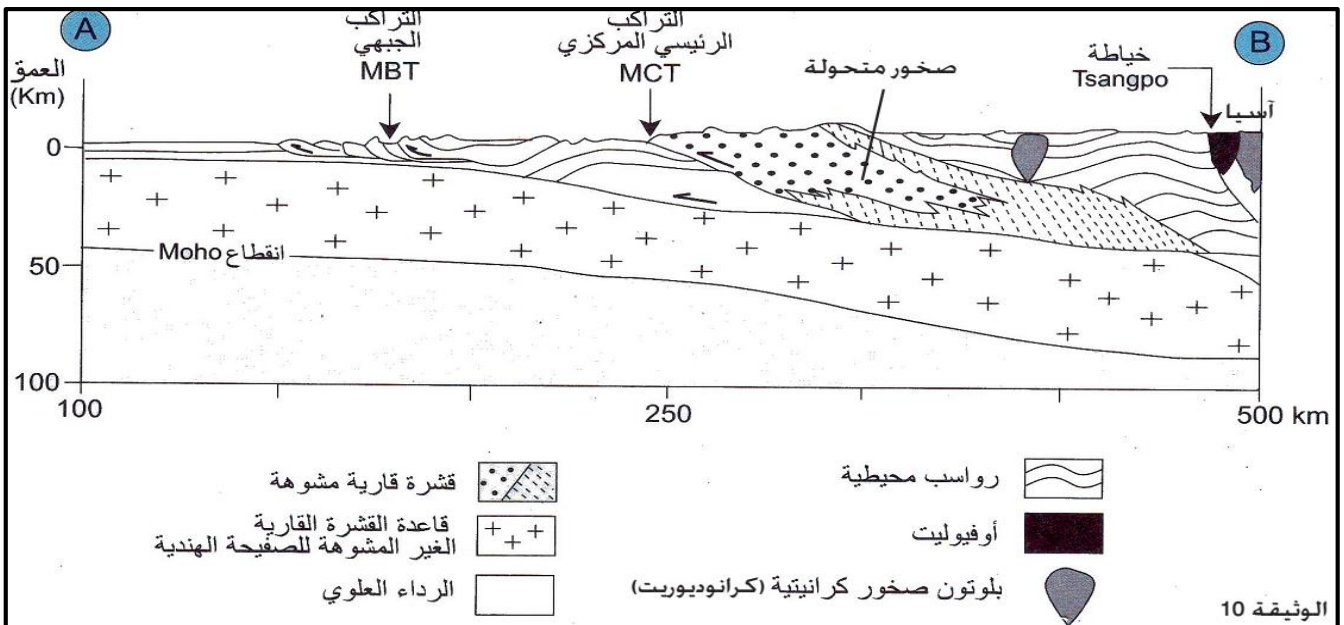 A
B
التراكب
الجبهي
MBT
التراكب
الرئيسي المركزي
MCT
صخور متحولة
خياطة
Tsangpo
آسيا
العمق
(Km)
0
50
100
انقطاع Moho
100
250
500 km
رواسب محيطية
أوفيوليت
بلوتون صخور كرانيتية (كرانوديوريت)
قشرة قارية مشوهة
قاعدة القشرة القارية
الغير المشوهة للصفيحة الهندية
الرداء العلوي
الوثيقة 10